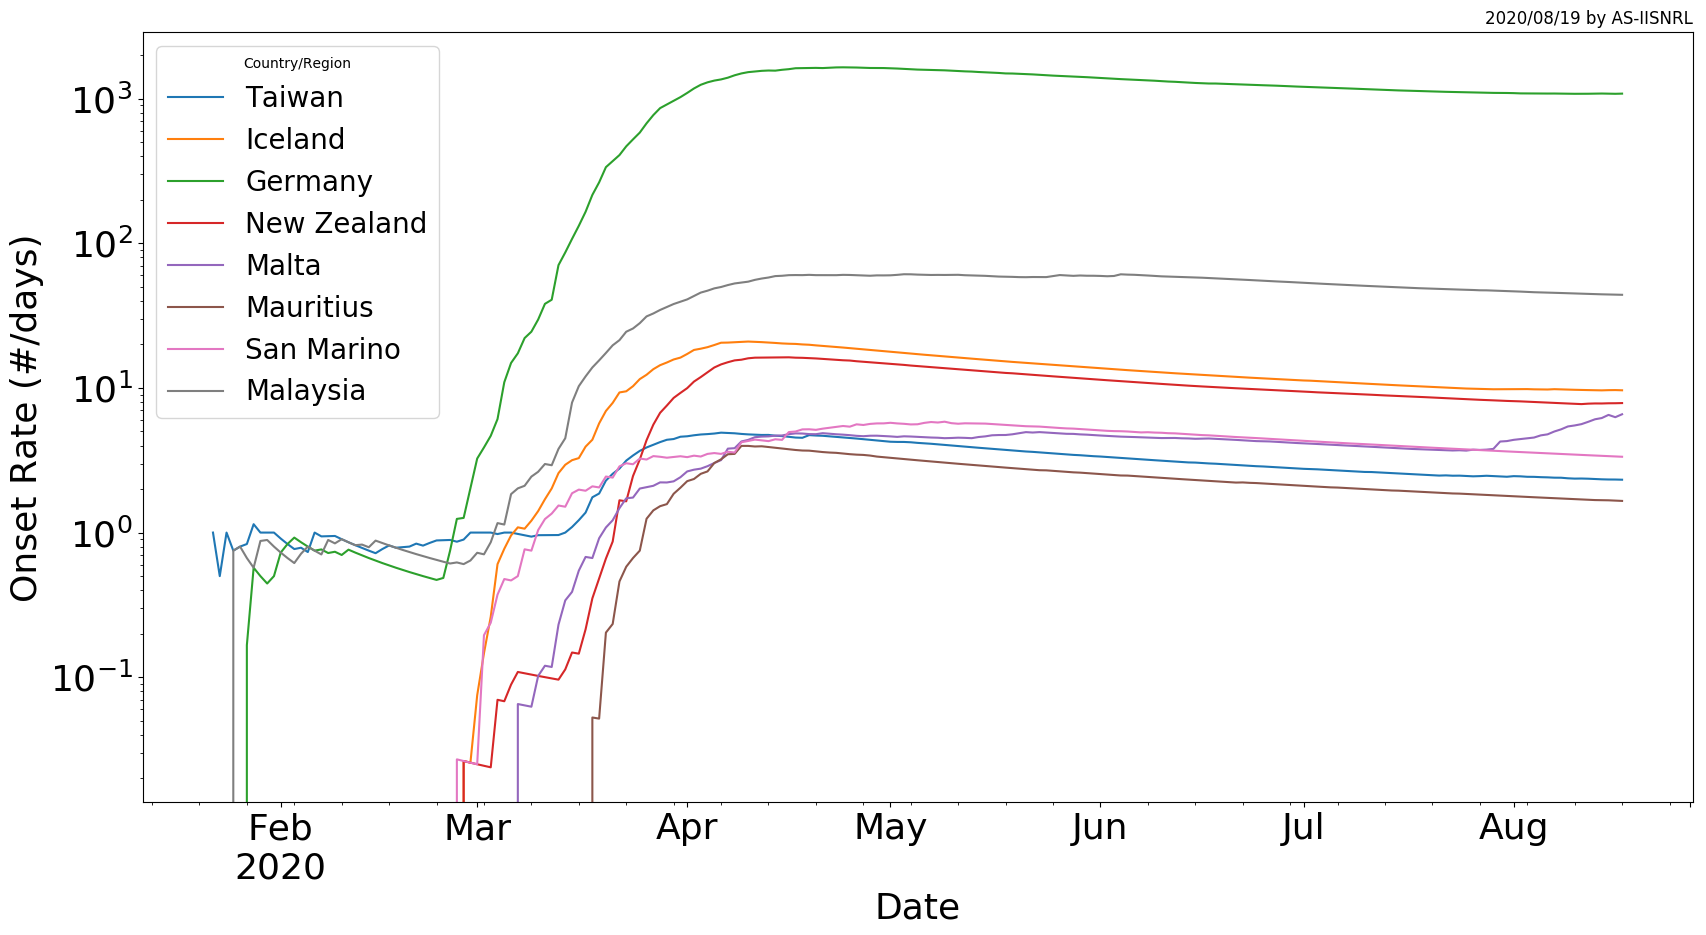 2020/08/19 by AS-IISNRL
Country/Region
Taiwan
Iceland
Germany
New Zealand
Malta
Mauritius
San Marino
Malaysia
Onset Rate (#/days)
10³
10²
10¹
10⁰
10⁻¹
Feb Mar Apr May Jun Jul Aug
2020
Date